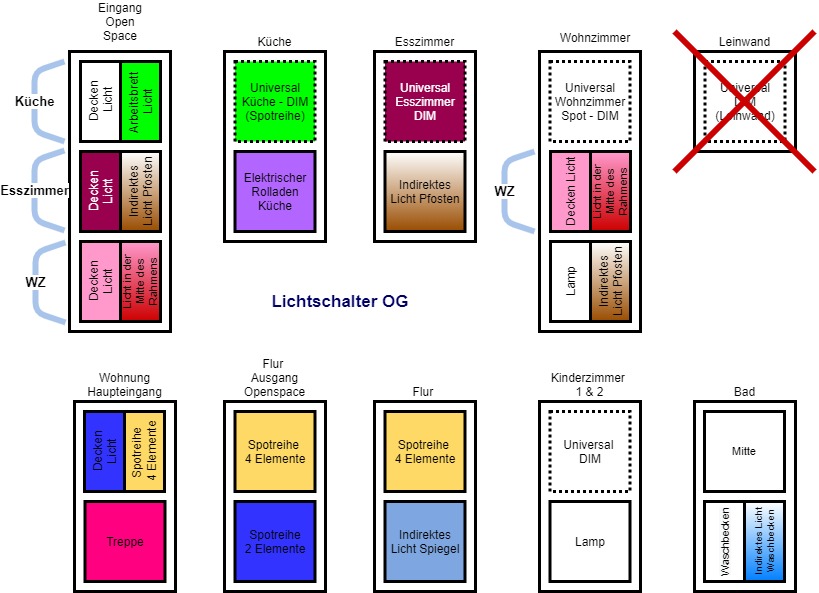 Eingang
Open
Space
Küche
Esszimmer
Wohnzimmer
Leinwand
Küche
Decken
Licht
Arbeitsbrett
Licht
Universal
Küche - DIM
(Spotreihe)
Universal
Esszimmer
DIM
Universal
Wohnzimmer
Spot - DIM
Universal
DIM
(Leinwand)
Esszimmer
Decken
Licht
Indirektes
Licht Pfosten
Elektrischer
Rolladen
Küche
Indirektes
Licht Pfosten
WZ
Decken Licht
Licht in der
Mitte des
Rahmens
WZ
Decken
Licht
Licht in der
Mitte des
Rahmens
Lamp
Indirektes
Licht Pfosten
Lichtschalter OG
Wohnung
Haupteingang
Flur
Ausgang
Openspace
Flur
Kinderzimmer
1 & 2
Bad
Decken
Licht
Spotreihe
4 Elemente
Spotreihe
4 Elemente
Spotreihe
4 Elemente
Universal
DIM
Mitte
Treppe
Spotreihe
2 Elemente
Indirektes
Licht Spiegel
Lamp
Waschbecken
Indirektes Licht
Waschbecken